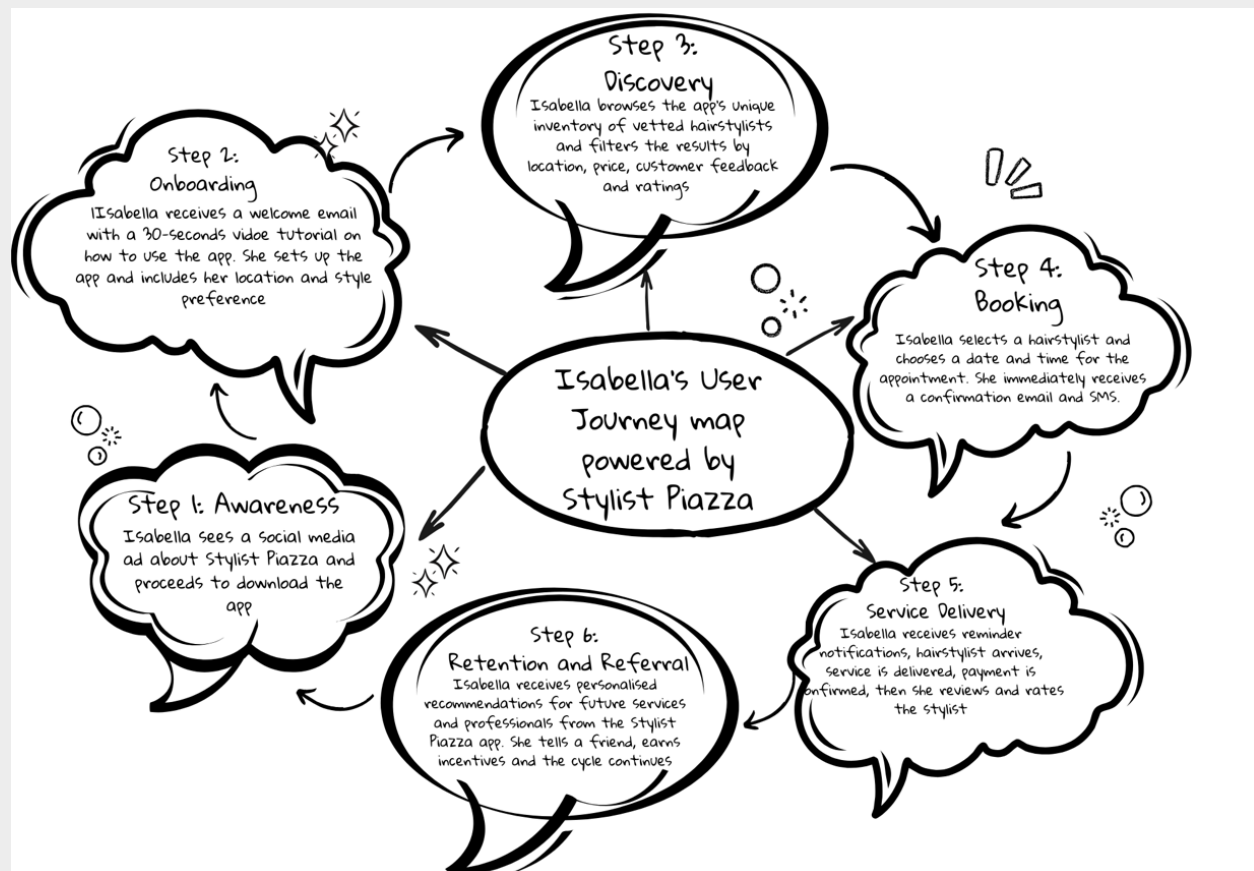 Isabella's User
Journey map
powered by
Stylist Piazza
Step 1: Awareness
Isabella sees a social media
ad about Stylist Piazza and
proceeds to download the
app
Step 2:
Onboarding
IIsabella receives a welcome email
with a 30-seconds vidoe tutorial on
how to use the app. She sets up the
app and includes her location and style
preference
Step 3:
Discovery
Isabella browses the app's unique
inventory of vetted hairstylists
and filters the results by
location, price, customer feedback
and ratings
Step 4:
Booking
Isabella selects a hairstylist and
chooses a date and time for the
appointment. She immediately receives
a confirmation email and SMS.
Step 5:
Service Delivery
Isabella receives reminder
notifications, hairstylist arrives,
service is delivered, payment is
confirmed, then she reviews and rates
the stylist
Step 6:
Retention and Referral
Isabella receives personalised
recommendations for future services
and professionals from the Stylist
Piazza app. She tells a friend, earns
incentives and the cycle continues